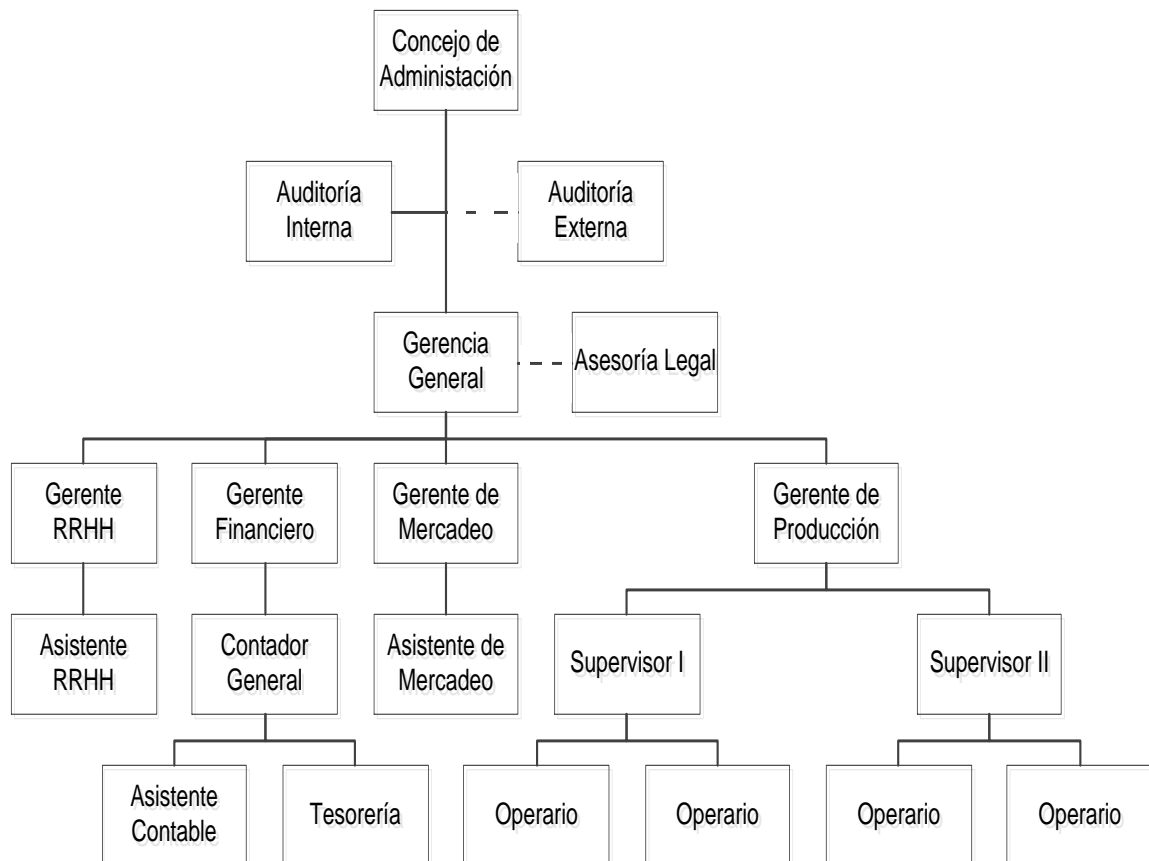 Concejo de
Administación
Auditoría
Interna
Auditoría
Externa
Gerencia
General
Asesoría Legal
Gerente
RRHH
Gerente
Financiero
Gerente de
Mercadeo
Gerente de
Producción
Asistente
RRHH
Contador
General
Asistente de
Mercadeo
Supervisor I
Supervisor II
Asistente
Contable
Tesorería
Operario
Operario
Operario
Operario